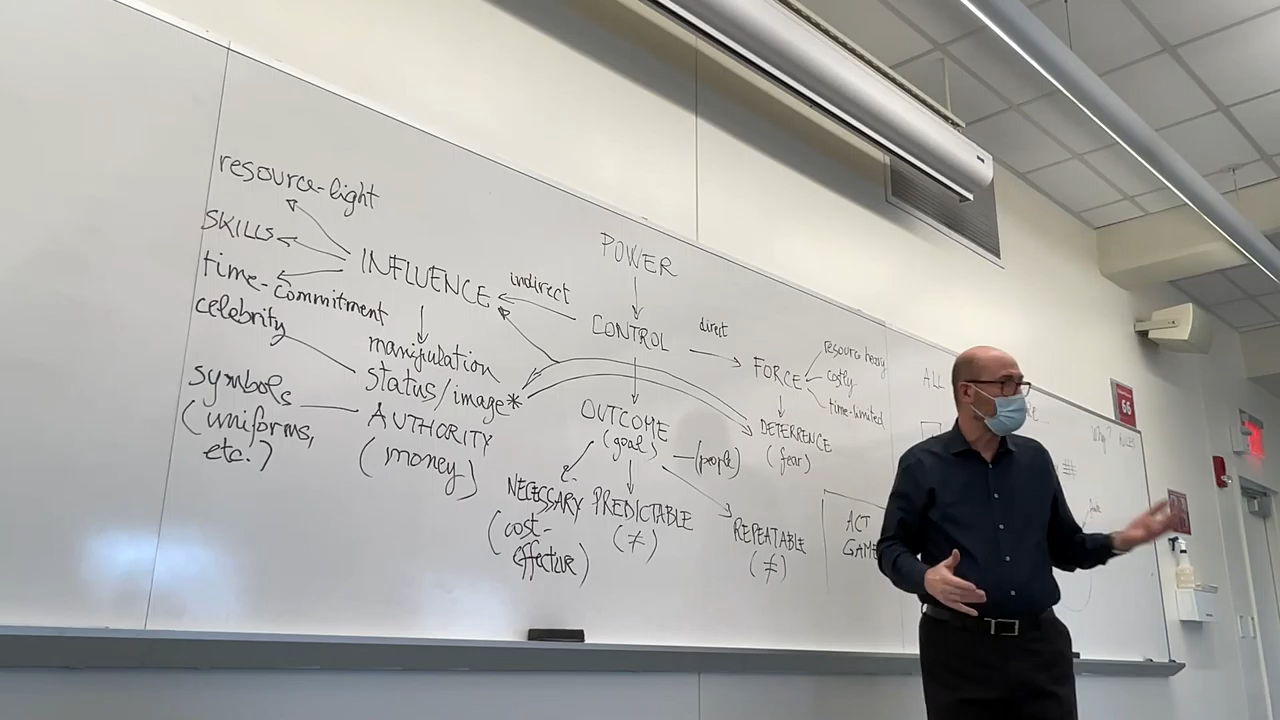 resource-light
SKILLS
time-commitment
celebrity
symbols
(uniforms,
etc.)
INFLUENCE
manipulation
status/image*
AUTHORITY
(money)
indirect
POWER
CONTROL
direct
OUTCOME
(goal)
(people)
NECESSARY
(cost-
effective)
PREDICTABLE
(≠)
REPEATABLE
(≠)
FORCE
resource heavy
costly
time-limited
DETERRENCE
(fear)
ALL
ACT
GAME
Why? RULES
66